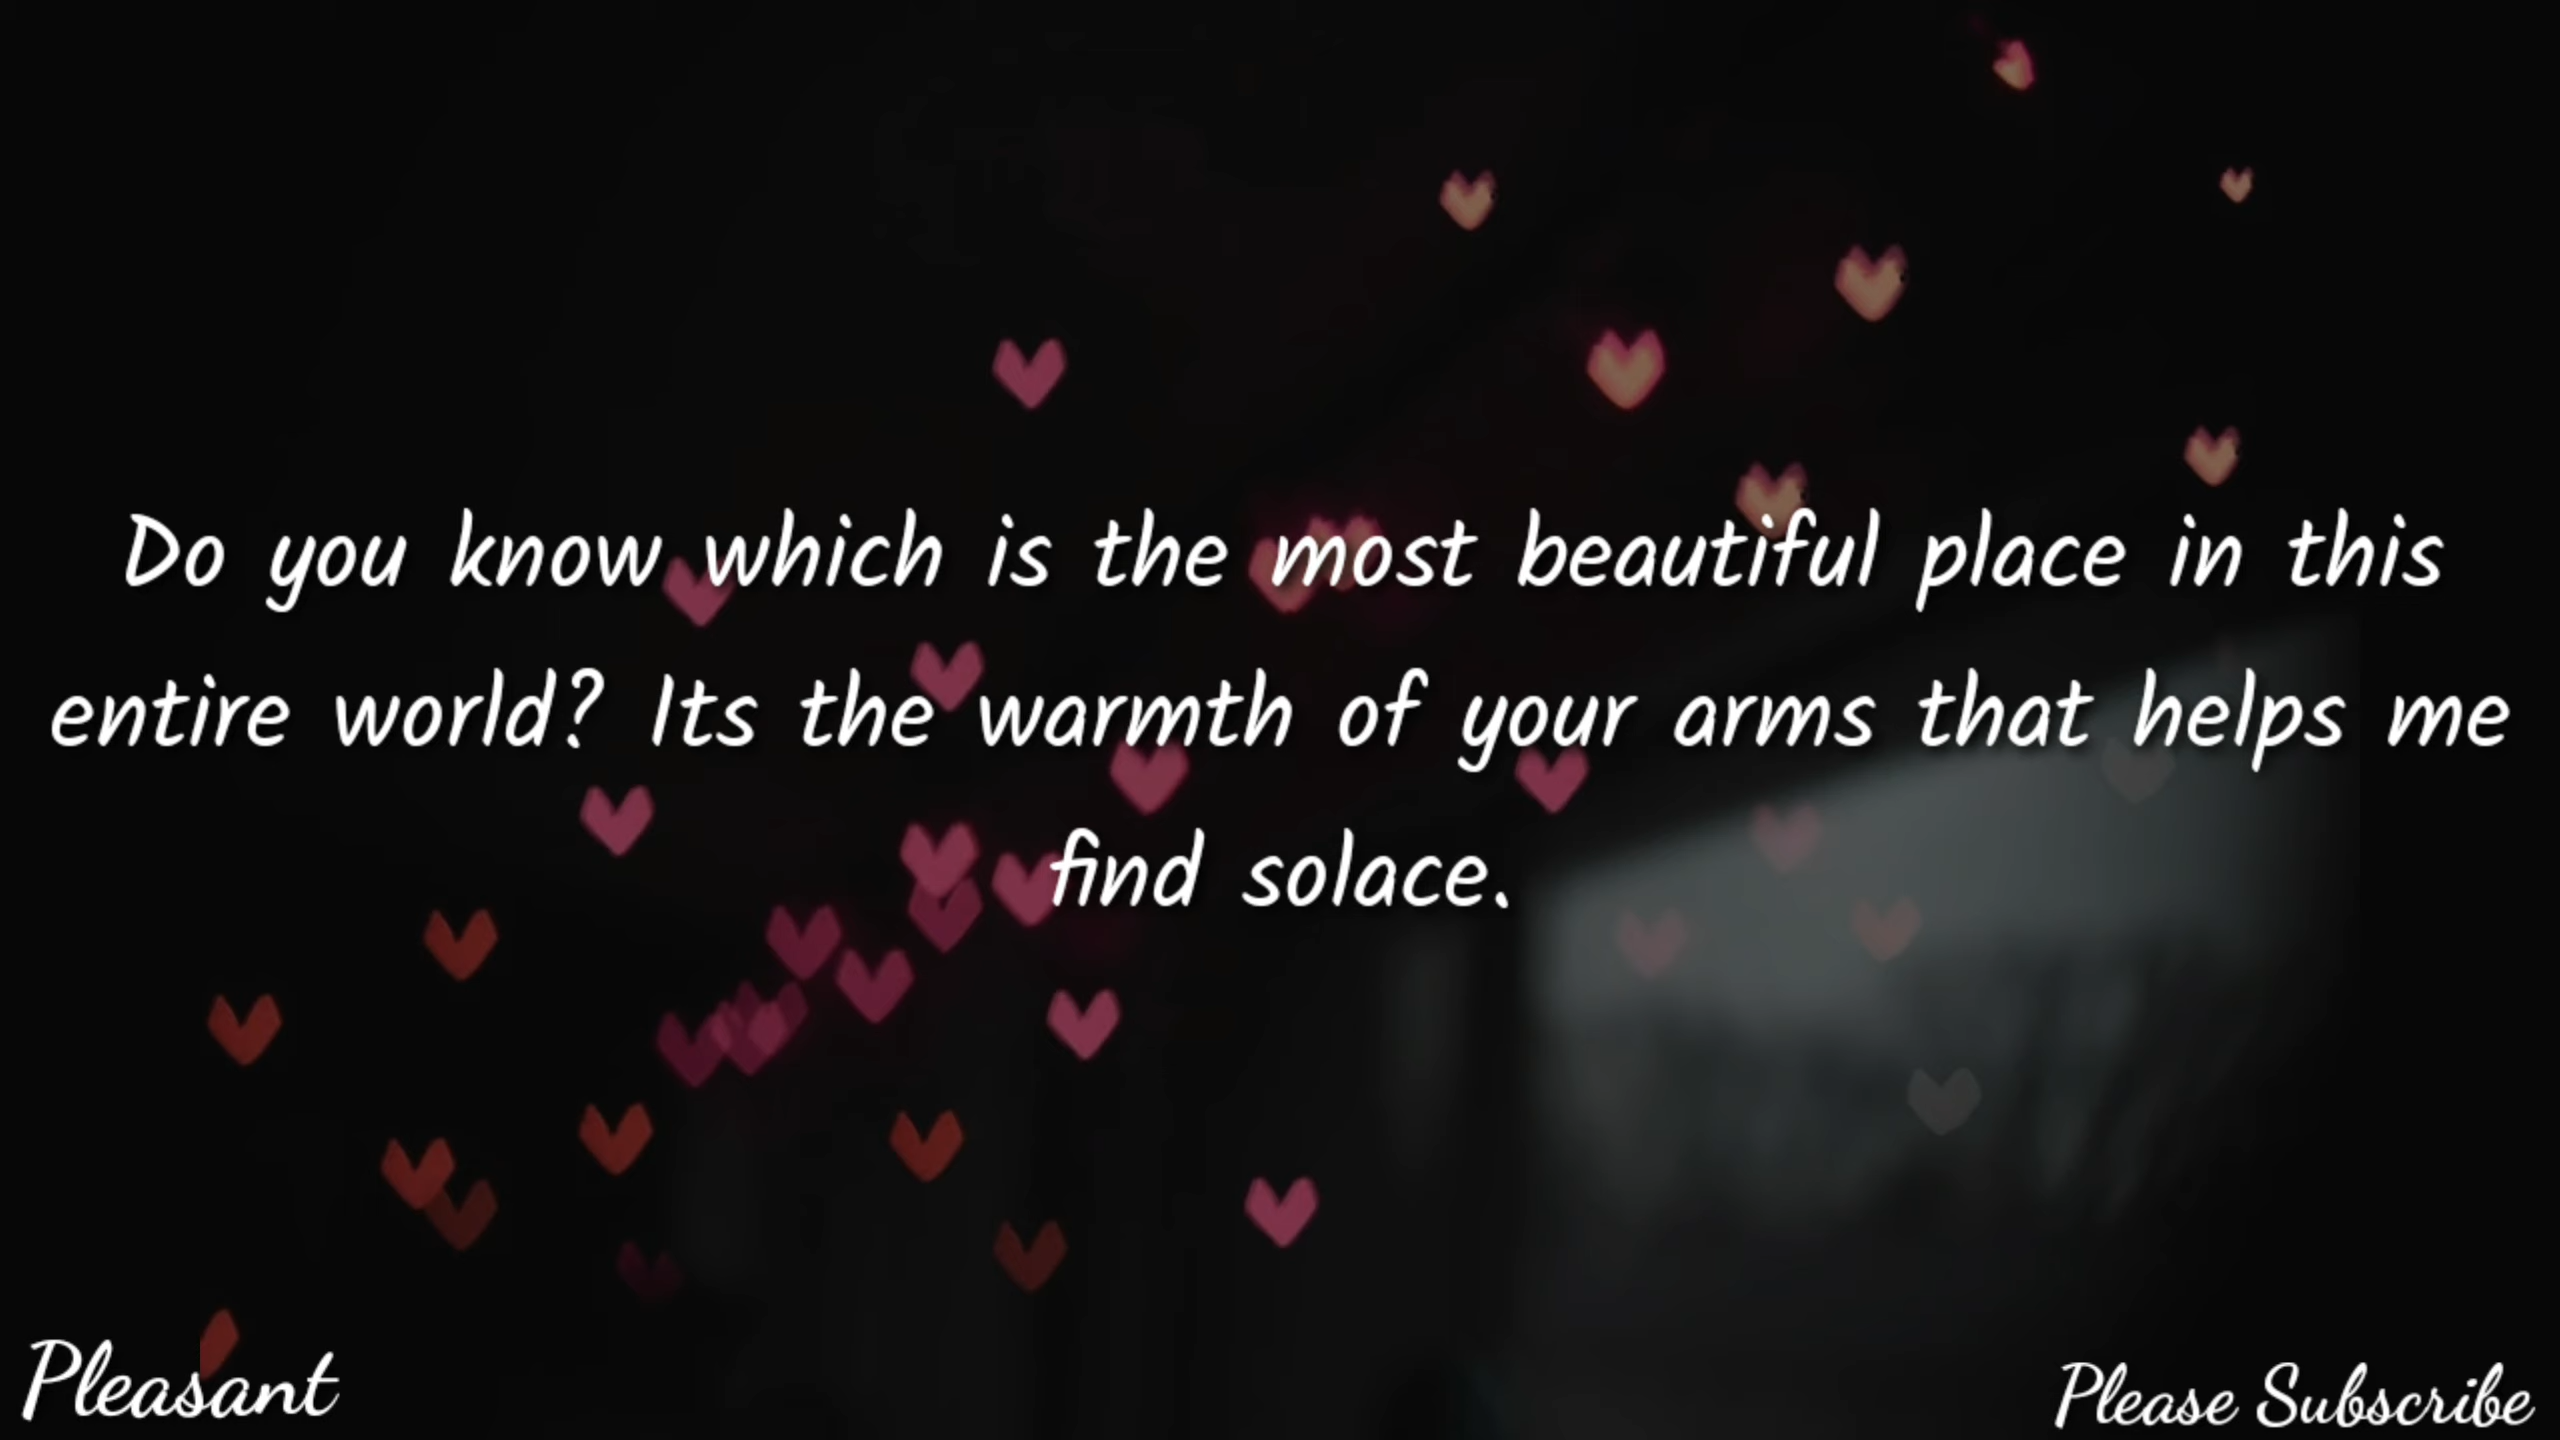 Do you know which is the most beautiful place in this
entire world? Its the warmth of your arms that helps me
find solace.
Pleasant
Please Subscribe